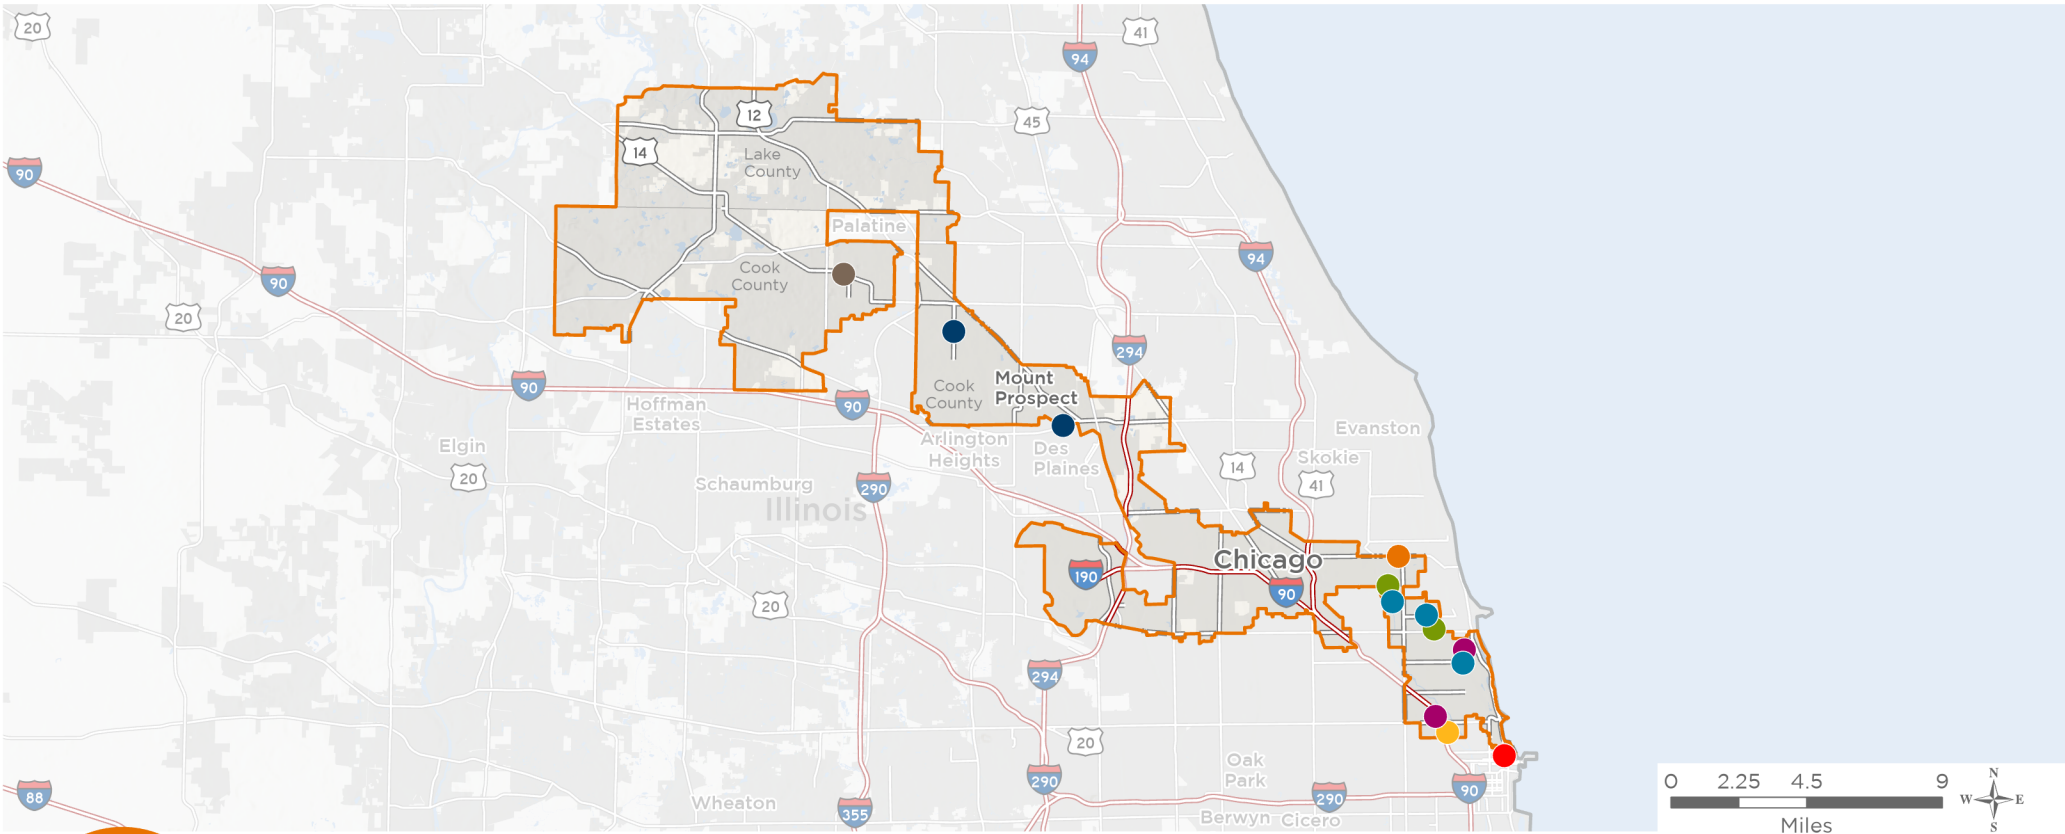 20
41
94
12
45
14
Lake
County
90
Palatine
94
Cook
County
90
20
294
Mount
Prospect
90
Cook
County
90
Hoffman
Estates
Evanston
Arlington
Heights
Elgin
Des
Plaines
Skokie
20
14
41
Schaumburg
290
Illinois
Chicago
190
90
20
294
20
Oak
Park
290
90
88
Wheaton
355
290
Berwyn
Cicero
0 2.25 4.5 9
Miles
N
W
E
S